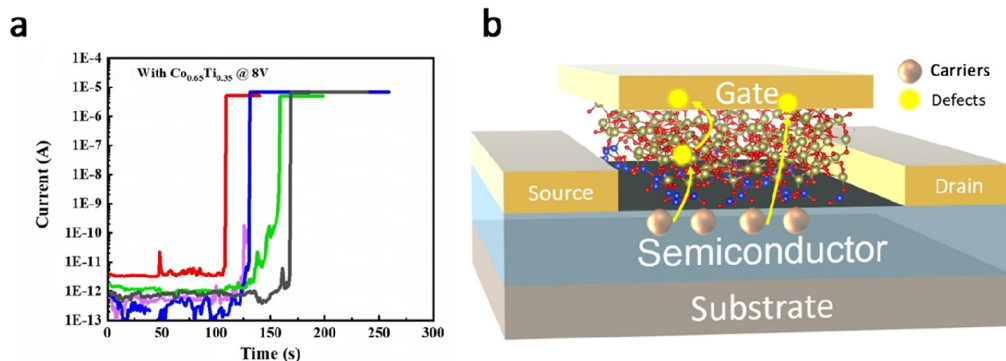 a
With Co0.65Ti0.35 @ 8V
1E-4
1E-5
1E-6
1E-7
1E-8
1E-9
1E-10
1E-11
1E-12
1E-13
Current (A)
0 50 100 150 200 250 300
Time (s)
b
Carriers
Defects
Gate
Source
Drain
Semiconductor
Substrate